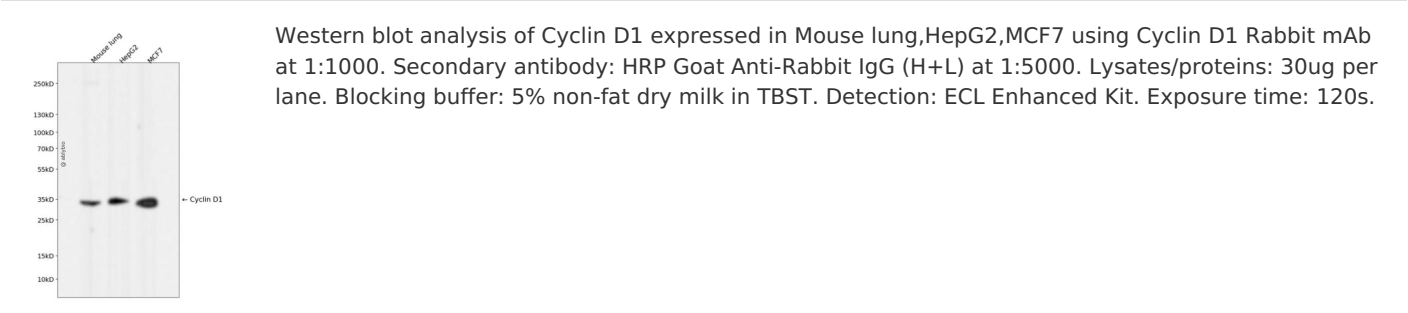 Mouse lung
HepG2
MCF7
250kD
130kD
100kD
70kD
55kD
35kD
25kD
15kD
10kD
@ abiybio
← Cyclin D1
Western blot analysis of Cyclin D1 expressed in Mouse lung,HepG2,MCF7 using Cyclin D1 Rabbit mAb
at 1:1000. Secondary antibody: HRP Goat Anti-Rabbit IgG (H+L) at 1:5000. Lysates/proteins: 30ug per
lane. Blocking buffer: 5% non-fat dry milk in TBST. Detection: ECL Enhanced Kit. Exposure time: 120s.